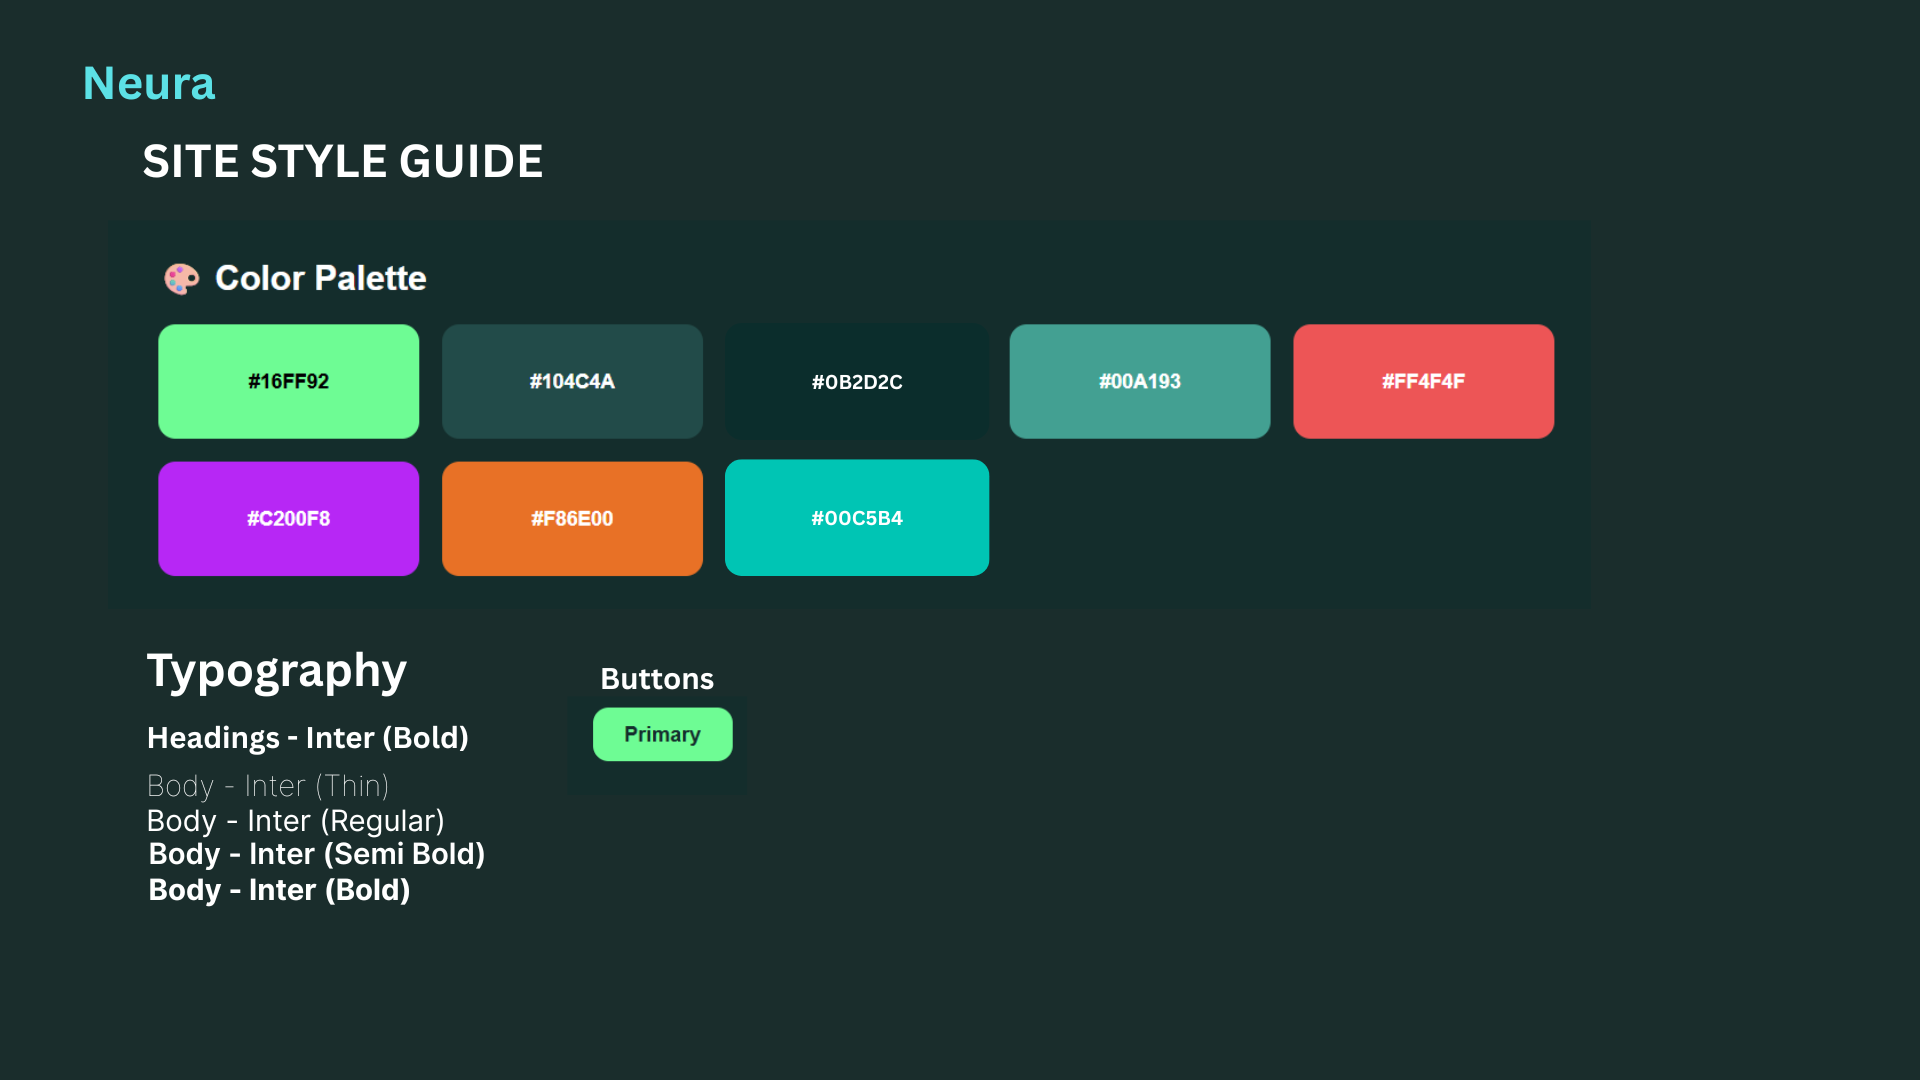 Neura
SITE STYLE GUIDE
Color Palette
#16FF92
#104C4A
#0B2D2C
#00A193
#FF4F4F
#C200F8
#F86E00
#00C5B4
Typography
Headings - Inter (Bold)
Body - Inter (Thin)
Body - Inter (Regular)
Body - Inter (Semi Bold)
Body - Inter (Bold)
Buttons
Primary